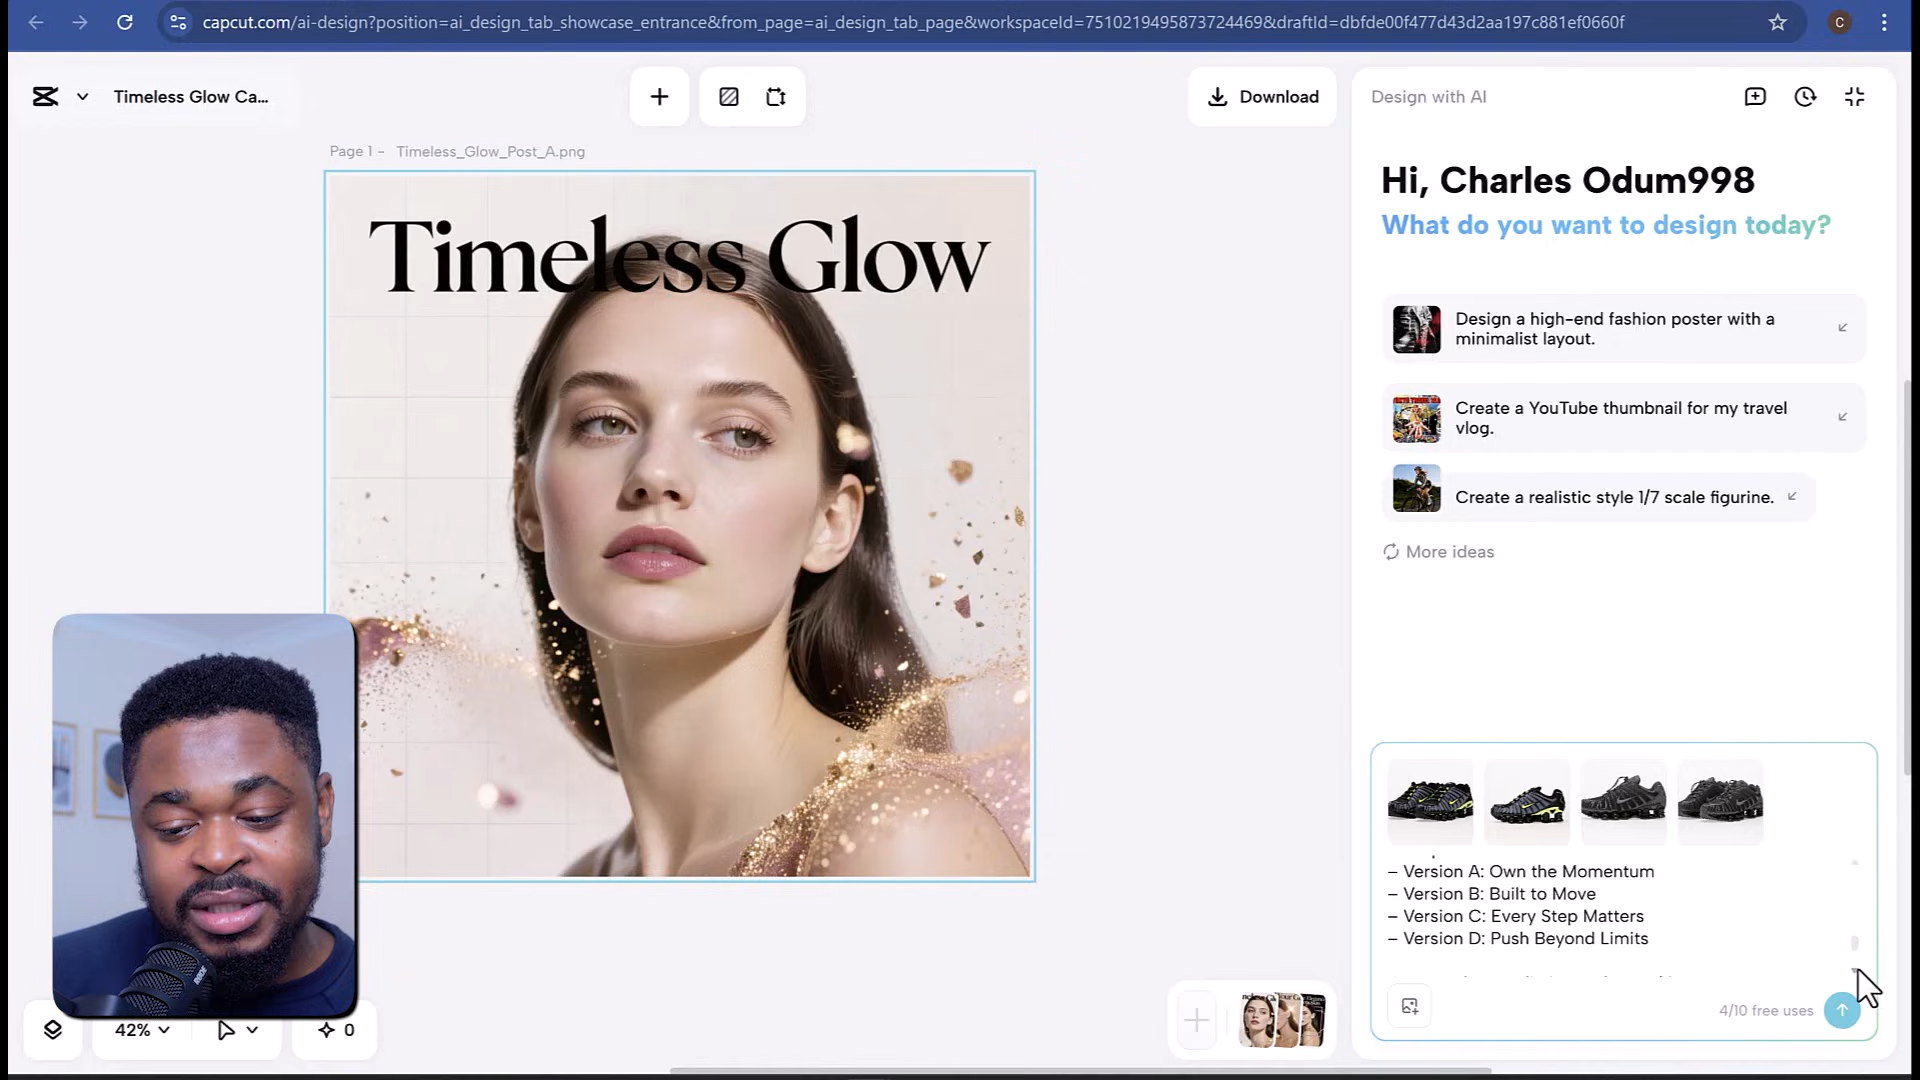 capcut.com/ai-design?position=ai_design_tab_showcase_entrance&from_page=ai_design_tab_page&workspaceId=7510219495873724469&draftId=dbfde00f477d43d2aa197c881ef0660f
Timeless Glow Ca...
Download
Design with AI
Page 1 - Timeless_Glow_Post_A.png
Timeless Glow
Hi, Charles Odum998
What do you want to design today?
Design a high-end fashion poster with a
minimalist layout.
Create a YouTube thumbnail for my travel
vlog.
Create a realistic style 1/7 scale figurine.
More ideas
– Version A: Own the Momentum
– Version B: Built to Move
– Version C: Every Step Matters
– Version D: Push Beyond Limits
4/10 free uses
42%
0
RODE
C